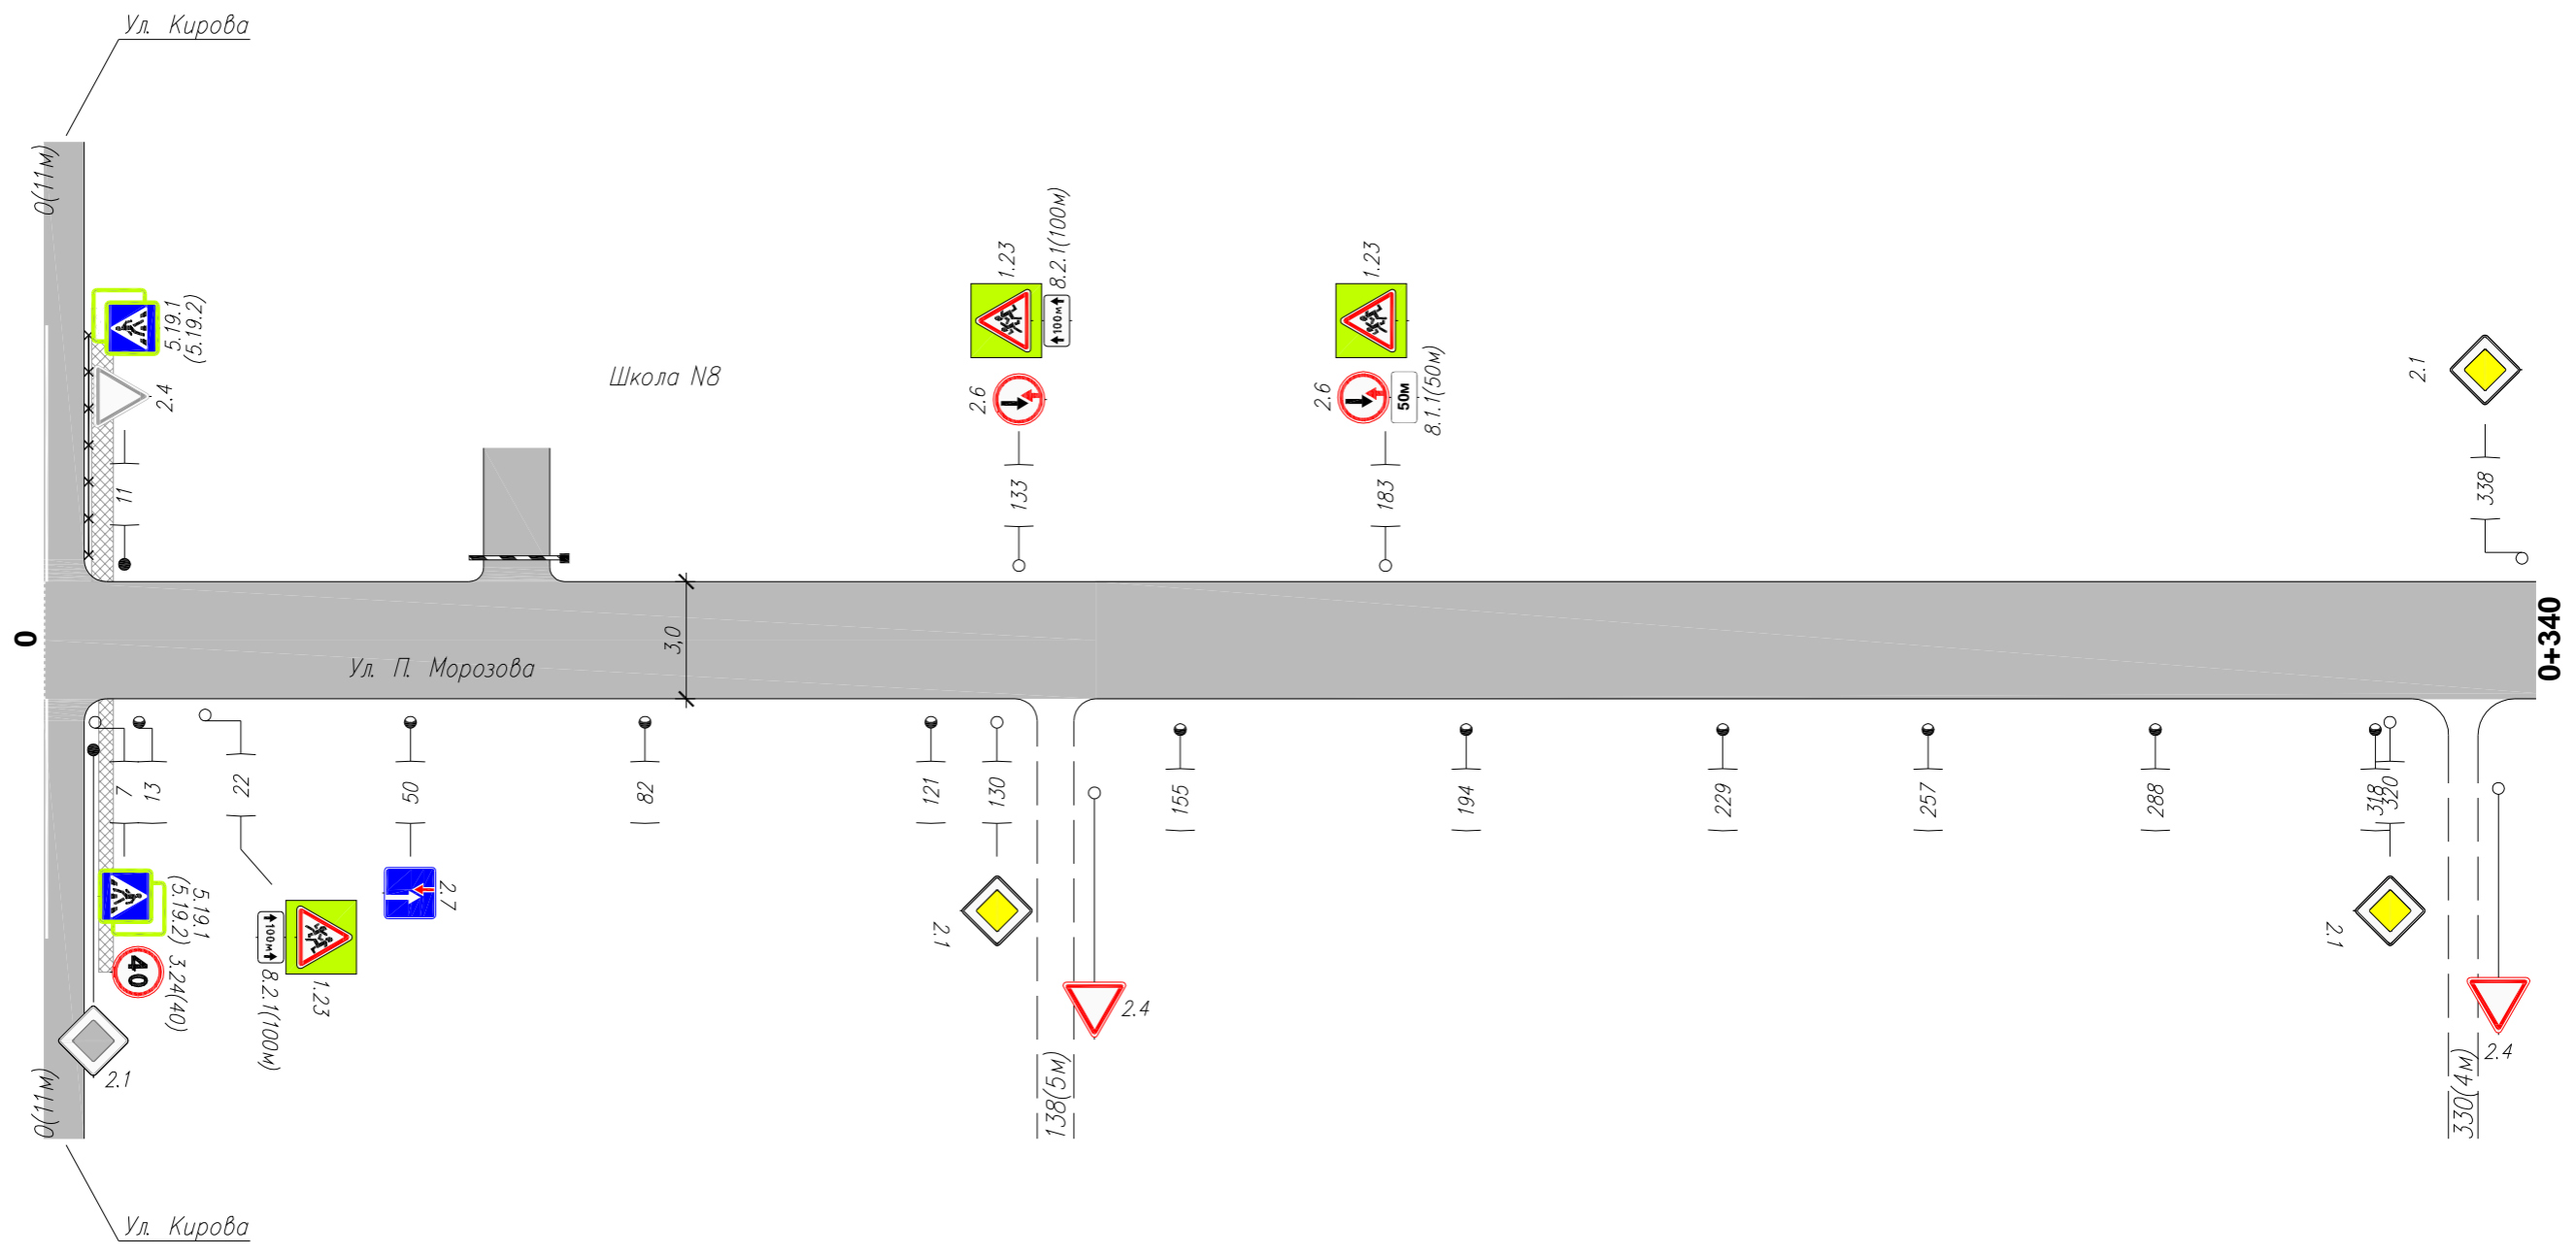 Ул. Кирова
0(11м)
5.19.1
(5.19.2)
2.4
11
Школа N8
1.23
8.2.1(100м)
100м
2.6
133
1.23
2.6
50м
8.1.1(50м)
183
2.1
338
0
Ул. П. Морозова
3,0
0+340
7
13
22
50
82
121
130
155
194
229
257
288
318
320
5.19.1
(5.19.2)
3.24(40)
40
2.1
100м
8.2.1(100м)
1.23
2.7
2.1
2.4
138(5м)
2.1
2.4
330(4м)
0(11м)
Ул. Кирова